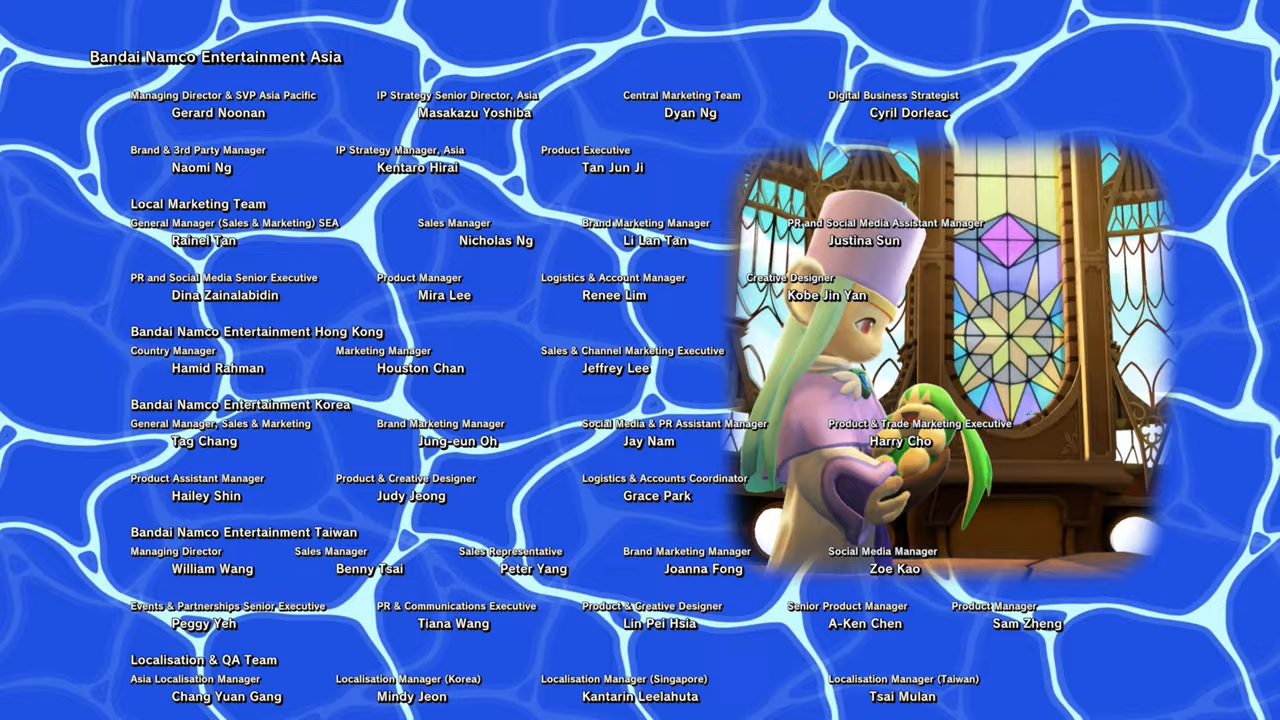 Bandai Namco Entertainment Asia
Managing Director & SVP Asia Pacific IP Strategy Senior Director, Asia Central Marketing Team Digital Business Strategist
Gerard Noonan Masakazu Yoshiba Dyan Ng Cyril Dorleac
Brand & 3rd Party Manager IP Strategy Manager, Asia Product Executive
Naomi Ng Kentaro Hirai Tan Jun Ji
Local Marketing Team
General Manager (Sales & Marketing) SEA Sales Manager Brand Marketing Manager PR and Social Media Assistant Manager
Rainel Tan Nicholas Ng Li Lan Tan Justina Sun
PR and Social Media Senior Executive Product Manager Logistics & Account Manager Creative Designer
Dina Zainalabidin Mira Lee Renee Lim Kobe Jin Yan
Bandai Namco Entertainment Hong Kong
Country Manager Marketing Manager Sales & Channel Marketing Executive
Hamid Rahman Houston Chan Jeffrey Lee
Bandai Namco Entertainment Korea
General Manager, Sales & Marketing Brand Marketing Manager Social Media & PR Assistant Manager Product & Trade Marketing Executive
Tag Chang Jung-eun Oh Jay Nam Harry Cho
Product Assistant Manager Product & Creative Designer Logistics & Accounts Coordinator
Hailey Shin Judy Jeong Grace Park
Bandai Namco Entertainment Taiwan
Managing Director Sales Manager Sales Representative Brand Marketing Manager Social Media Manager
William Wang Benny Tsai Peter Yang Joanna Fong Zoe Kao
Events & Partnerships Senior Executive PR & Communications Executive Product & Creative Designer Senior Product Manager Product Manager
Peggy Yeh Tiana Wang Lin Pei Hsia A-Ken Chen Sam Zheng
Localisation & QA Team
Asia Localisation Manager Localisation Manager (Korea) Localisation Manager (Singapore) Localisation Manager (Taiwan)
Chang Yuan Gang Mindy Jeon Kantarin Leelahuta Tsai Mulan